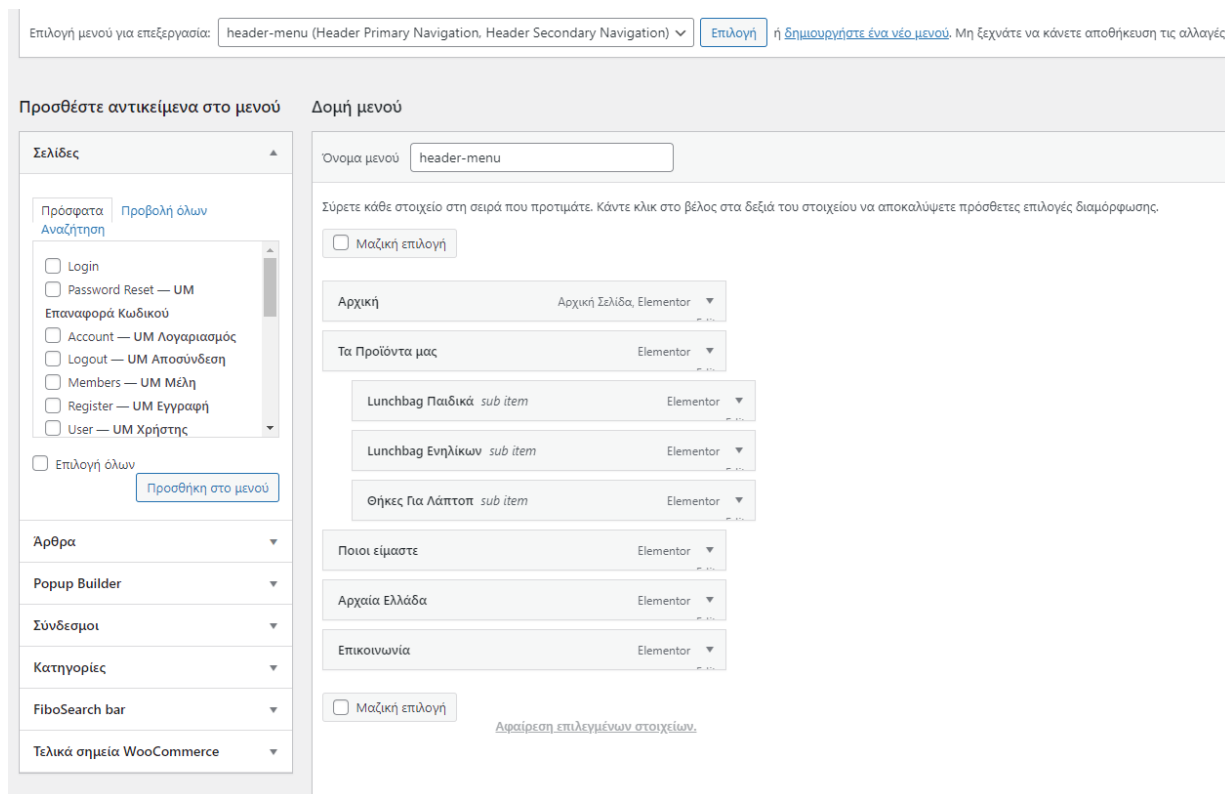 Επιλογή μενού για επεξεργασία: header-menu (Header Primary Navigation, Header Secondary Navigation) Επιλογή ή δημιουργήστε ένα νέο μενού. Μη ξεχνάτε να κάνετε αποθήκευση τις αλλαγές
Προσθέστε αντικείμενα στο μενού
Σελίδες
Πρόσφατα Προβολή όλων
Αναζήτηση
Login
Password Reset — UM
Επαναφορά Κωδικού
Account — UM Λογαριασμός
Logout — UM Αποσύνδεση
Members — UM Μέλη
Register — UM Εγγραφή
User — UM Χρήστης
Επιλογή όλων
Προσθήκη στο μενού
Άρθρα
Popup Builder
Σύνδεσμοι
Κατηγορίες
FiboSearch bar
Τελικά σημεία WooCommerce
Δομή μενού
Όνομα μενού header-menu
Σύρετε κάθε στοιχείο στη σειρά που προτιμάτε. Κάντε κλικ στο βέλος στα δεξιά του στοιχείου να αποκαλύψετε πρόσθετες επιλογές διαμόρφωσης.
Μαζική επιλογή
Αρχική Αρχική Σελίδα, Elementor
Τα Προϊόντα μας Elementor
Lunchbag Παιδικά sub item Elementor
Lunchbag Ενηλίκων sub item Elementor
Θήκες Για Λάπτοπ sub item Elementor
Ποιοι είμαστε Elementor
Αρχαία Ελλάδα Elementor
Επικοινωνία Elementor
Μαζική επιλογή
Αφαίρεση επιλεγμένων στοιχείων.